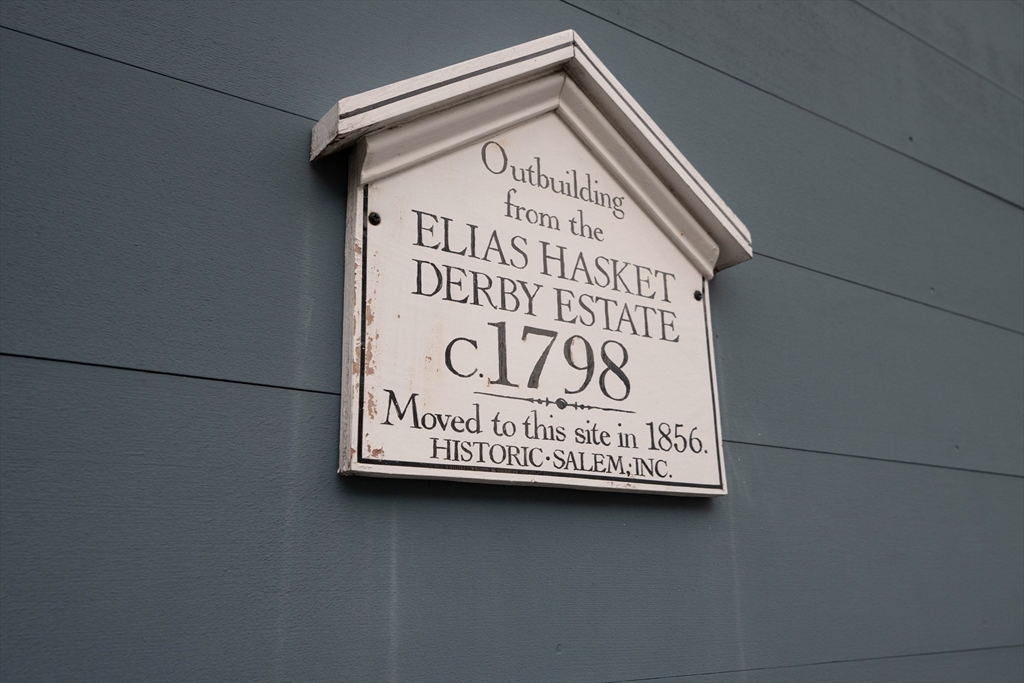 Outbuilding
from the
ELIAS HASKET
DERBY ESTATE
c.1798
Moved to this site in 1856.
HISTORIC·SALEM, INC.